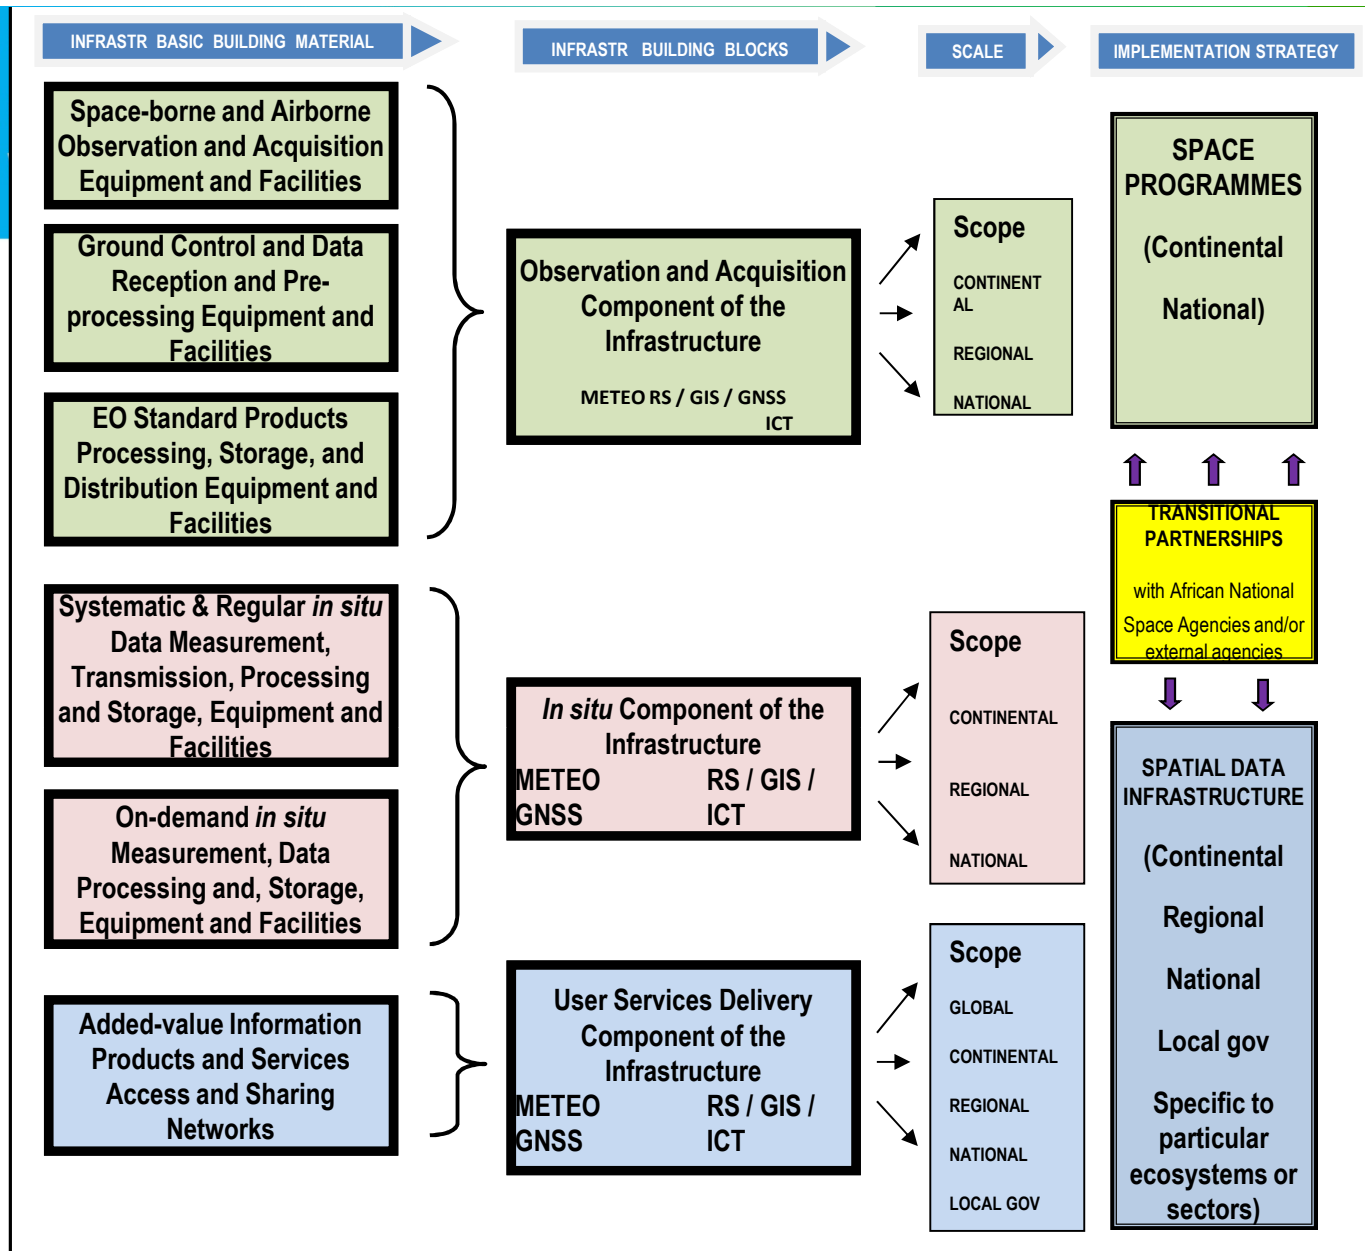 INFRASTR BASIC BUILDING MATERIAL
INFRASTR BUILDING BLOCKS
SCALE
IMPLEMENTATION STRATEGY
Space-borne and Airborne
Observation and Acquisition
Equipment and Facilities
Ground Control and Data
Reception and Pre-
processing Equipment and
Facilities
EO Standard Products
Processing, Storage, and
Distribution Equipment and
Facilities
Systematic & Regular in situ
Data Measurement,
Transmission, Processing
and Storage, Equipment and
Facilities
On-demand in situ
Measurement, Data
Processing and, Storage,
Equipment and Facilities
Added-value Information
Products and Services
Access and Sharing
Networks
Observation and Acquisition
Component of the
Infrastructure
METEO RS / GIS / GNSS
ICT
In situ Component of the
Infrastructure
METEO RS / GIS /
GNSS ICT
User Services Delivery
Component of the
Infrastructure
METEO RS / GIS /
GNSS ICT
Scope
CONTINENT
AL
REGIONAL
NATIONAL
Scope
CONTINENTAL
REGIONAL
NATIONAL
Scope
GLOBAL
CONTINENTAL
REGIONAL
NATIONAL
LOCAL GOV
SPACE
PROGRAMMES
(Continental
National)
TRANSITIONAL
PARTNERSHIPS
with African National
Space Agencies and/or
external agencies
SPATIAL DATA
INFRASTRUCTURE
(Continental
Regional
National
Local gov
Specific to
particular
ecosystems or
sectors)